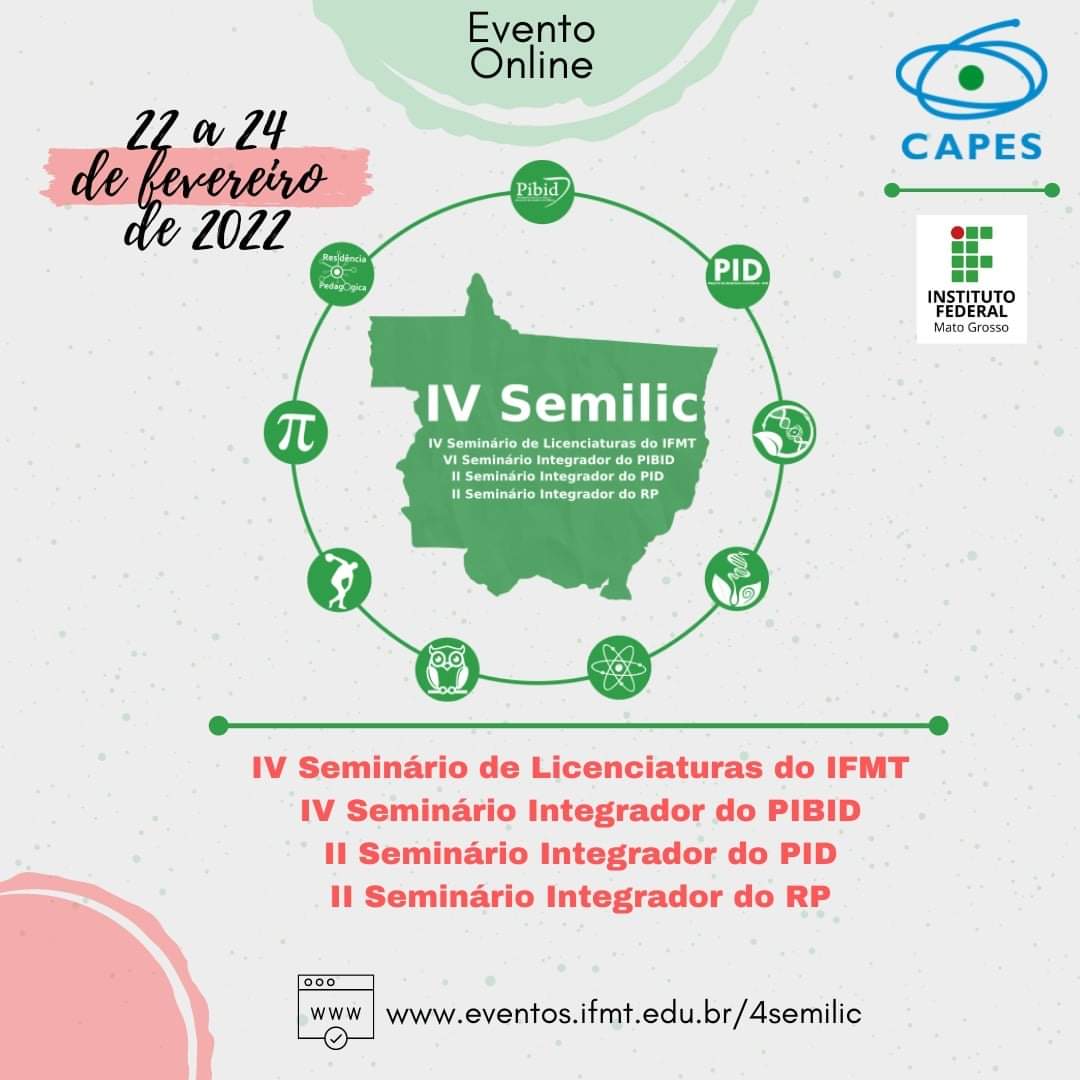 Evento
Online
22 a 24
de fevereiro
de 2022
CAPES
INSTITUTO
FEDERAL
Mato Grosso
Pibid
PID
Residência
Pedagógica
π
IV Semilic
IV Seminário de Licenciaturas do IFMT
VI Seminário Integrador do PIBID
II Seminário Integrador do PID
II Seminário Integrador do RP
IV Seminário de Licenciaturas do IFMT
IV Seminário Integrador do PIBID
II Seminário Integrador do PID
II Seminário Integrador do RP
WWW
www.eventos.ifmt.edu.br/4semilic